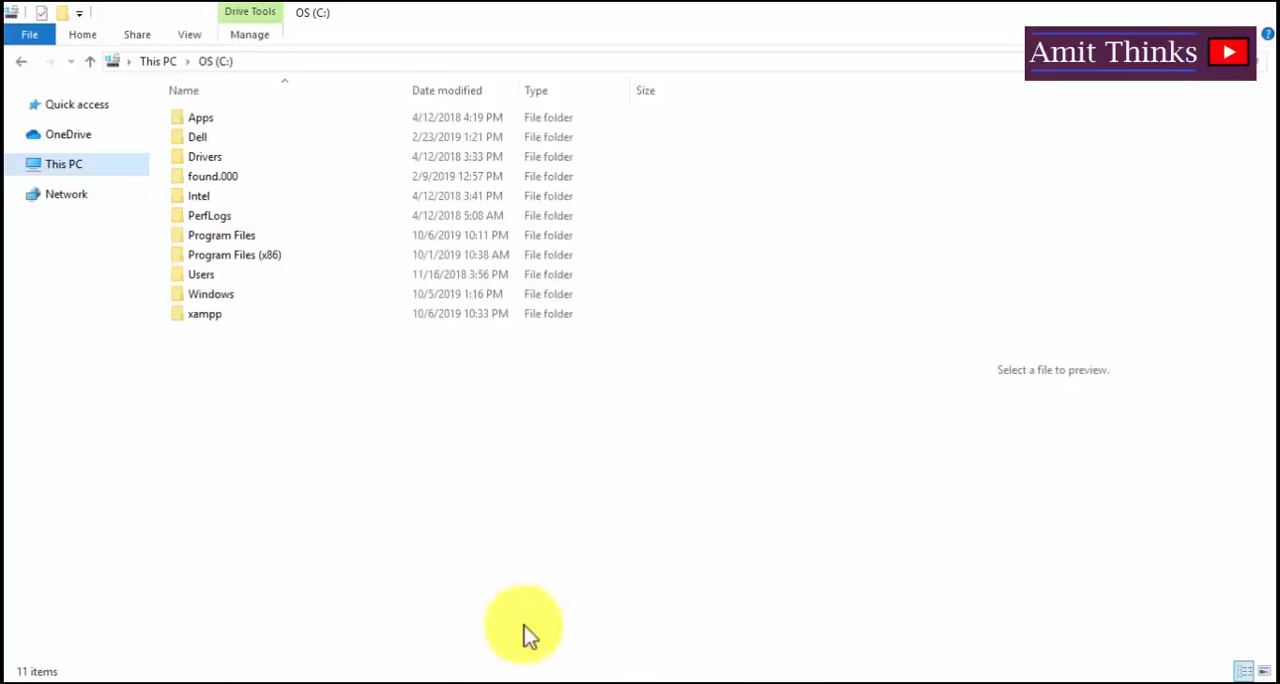 Drive Tools OS (C:)
File Home Share View Manage
This PC › OS (C:)
Amit Thinks
Name Date modified Type Size
Quick access
OneDrive
This PC
Network
Apps 4/12/2018 4:19 PM File folder
Dell 2/23/2019 1:21 PM File folder
Drivers 4/12/2018 3:33 PM File folder
found.000 2/9/2019 12:57 PM File folder
Intel 4/12/2018 3:41 PM File folder
PerfLogs 4/12/2018 5:08 AM File folder
Program Files 10/6/2019 10:11 PM File folder
Program Files (x86) 10/1/2019 10:38 AM File folder
Users 11/16/2018 3:56 PM File folder
Windows 10/5/2019 1:16 PM File folder
xampp 10/6/2019 10:33 PM File folder
Select a file to preview.
11 items